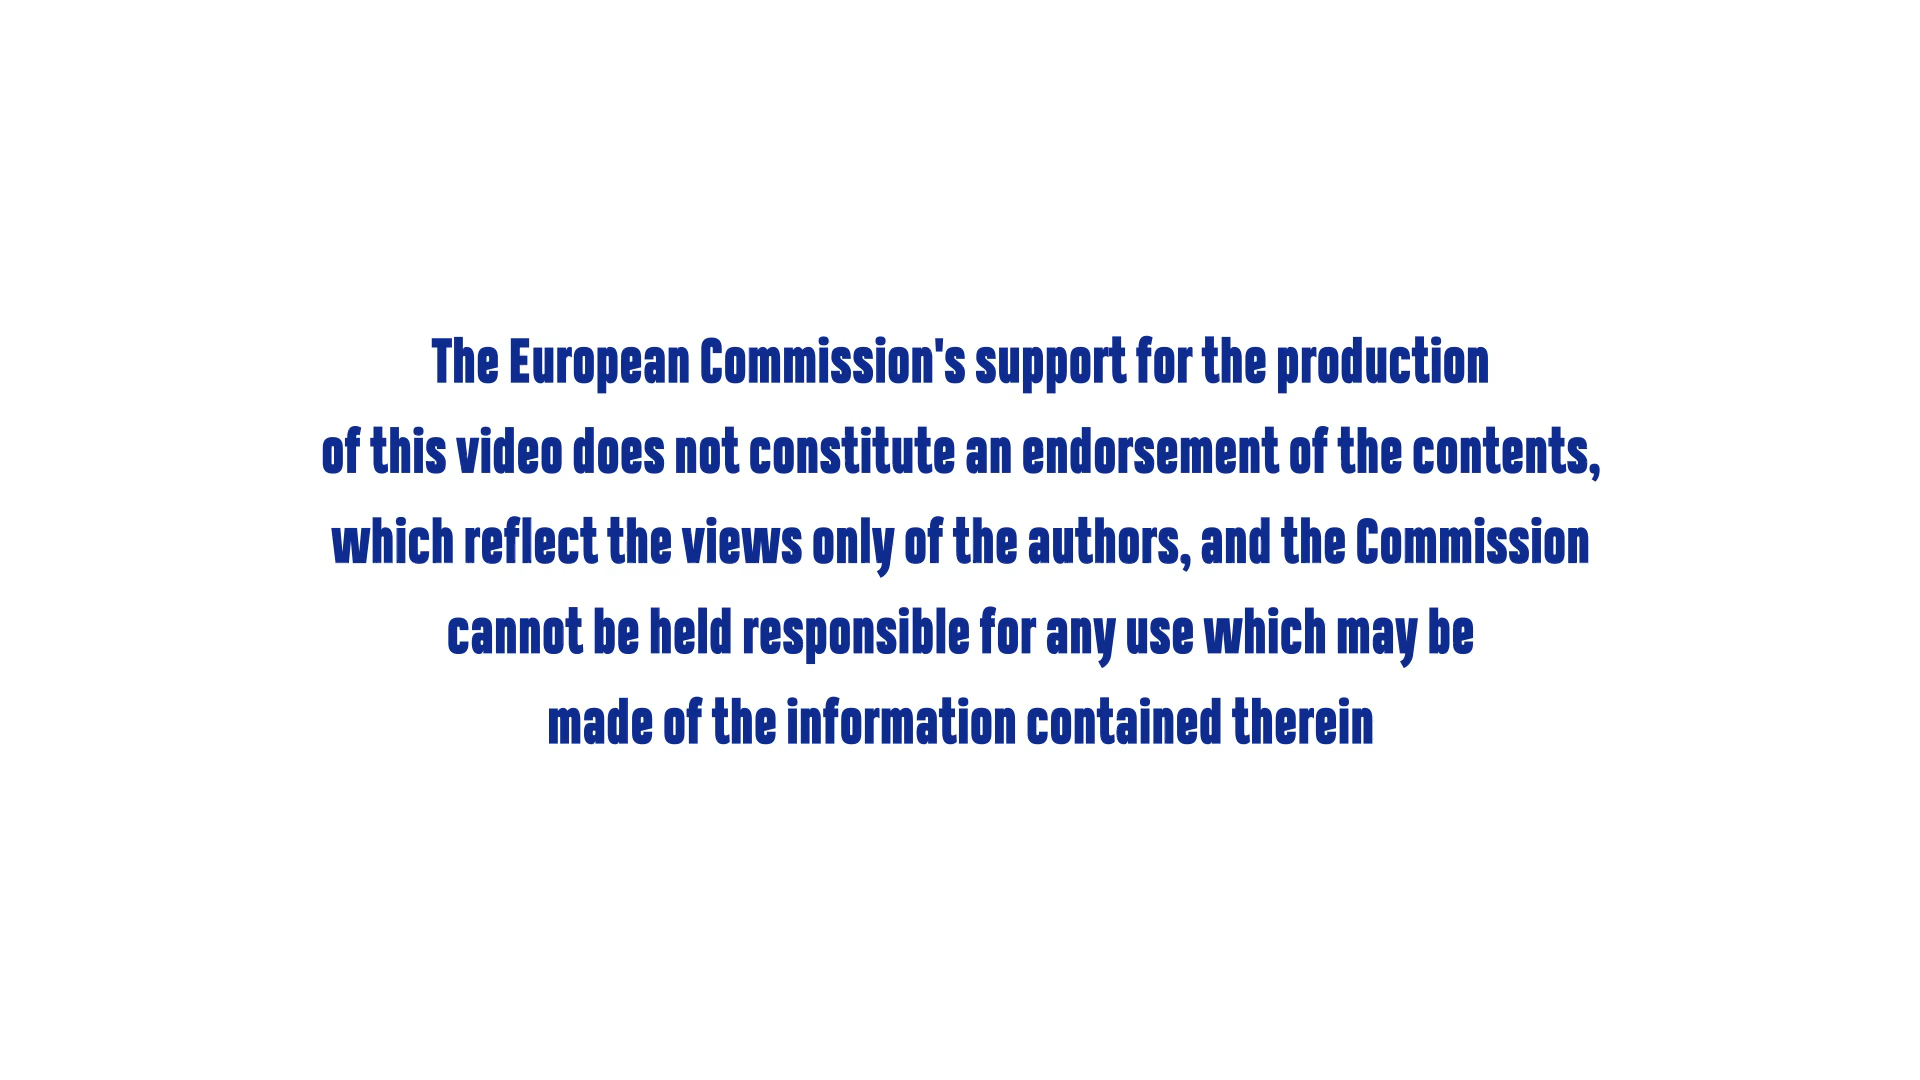 The European Commission's support for the production
of this video does not constitute an endorsement of the contents,
which reflect the views only of the authors, and the Commission
cannot be held responsible for any use which may be
made of the information contained therein